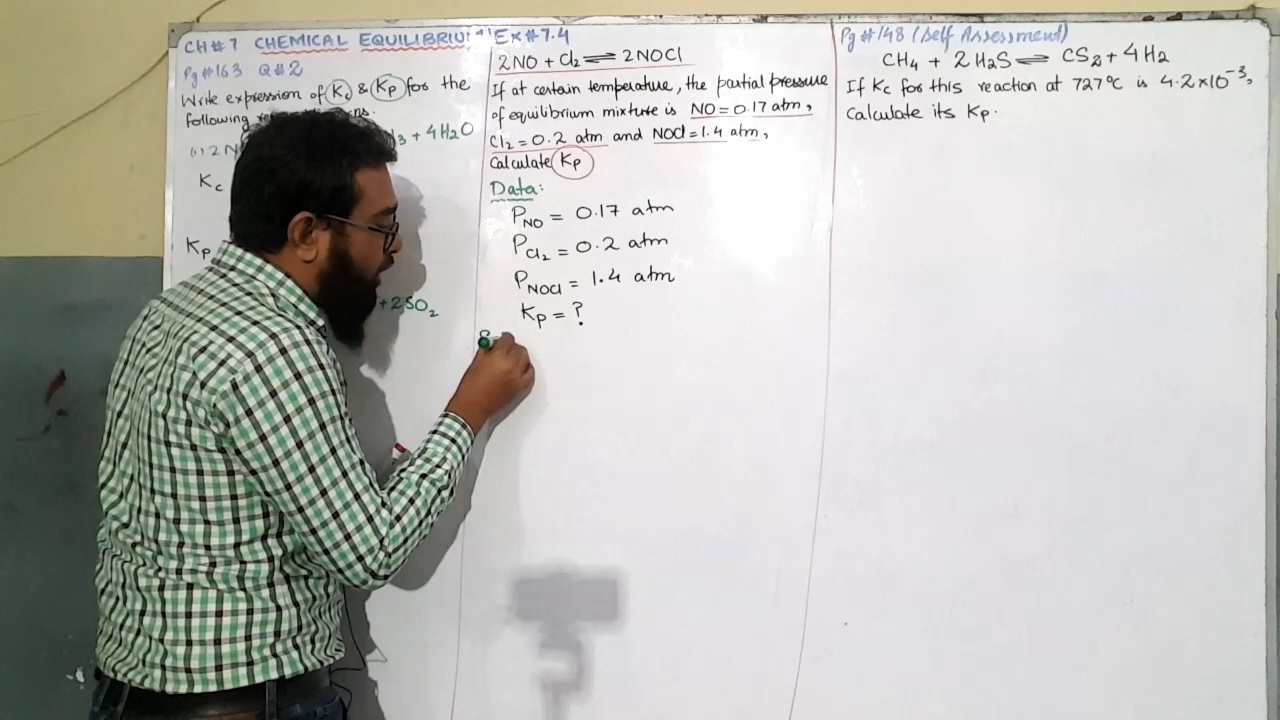 CH#7 CHEMICAL EQUILIBRIU
Pg#163 Q#2
Write expression of Kc & Kp for the
following
(i) 2N 3 + 4H2O
Kc
Kp
+2SO2
Ex#7.4
2NO + Cl2 ⇌ 2NOCl
If at certain temperature, the partial pressure
of equilibrium mixture is NO = 0.17 atm,
Cl2 = 0.2 atm and NOCl = 1.4 atm,
Calculate Kp
Data:
PNO = 0.17 atm
PCl2 = 0.2 atm
PNOCl = 1.4 atm
Kp = ?
Pg#148 (Self Assessment)
CH4 + 2H2S ⇌ CS2 + 4H2
If Kc for this reaction at 727°C is 4.2×10⁻³,
Calculate its Kp.